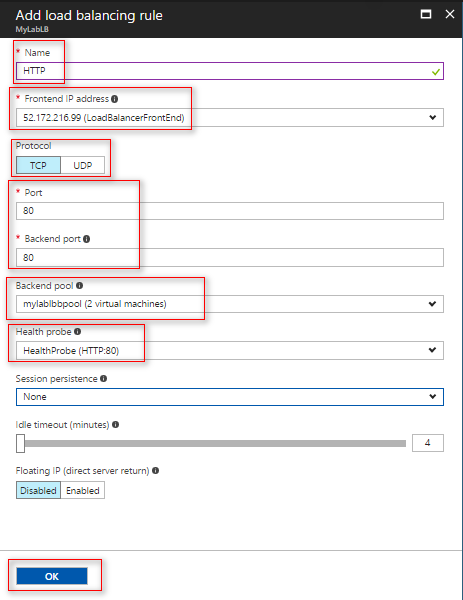 Add load balancing rule
MyLabLB
* Name
HTTP
* Frontend IP address
52.172.216.99 (LoadBalancerFrontEnd)
Protocol
TCP UDP
* Port
80
* Backend port
80
Backend pool
mylablbbpool (2 virtual machines)
Health probe
HealthProbe (HTTP:80)
Session persistence
None
Idle timeout (minutes)
4
Floating IP (direct server return)
Disabled Enabled
OK